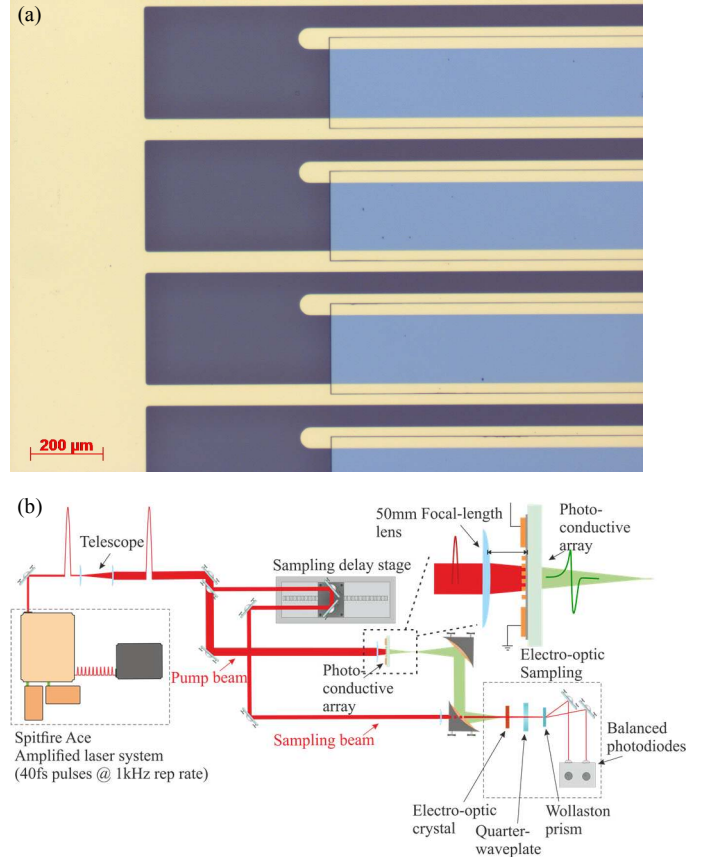 (a)
200 µm
(b)
50mm Focal-length
lens
Photo-
conductive
array
Telescope
Sampling delay stage
Pump beam
Photo-
conductive
array
Electro-optic
Sampling
Spitfire Ace
Amplified laser system
(40fs pulses @ 1kHz rep rate)
Sampling beam
Balanced
photodiodes
Electro-optic
crystal
Quarter-
waveplate
Wollaston
prism